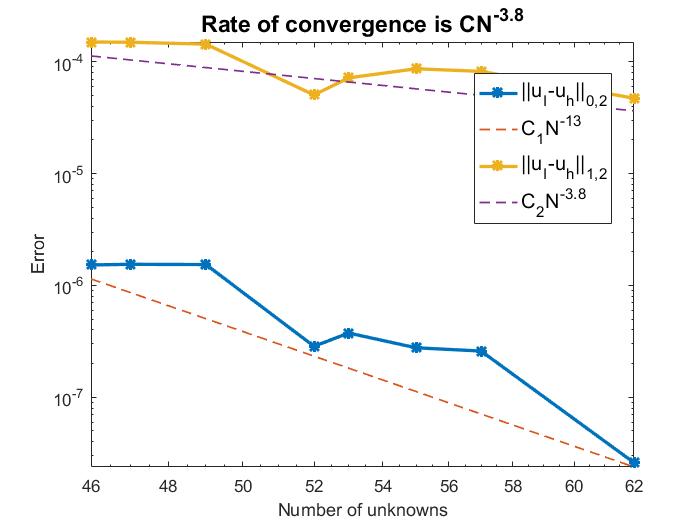 Rate of convergence is CN^-3.8
10^-4
10^-5
10^-6
10^-7
Error
46 48 50 52 54 56 58 60 62
Number of unknowns
||u_I-u_h||_0,2
C_1N^-13
||u_I-u_h||_1,2
C_2N^-3.8